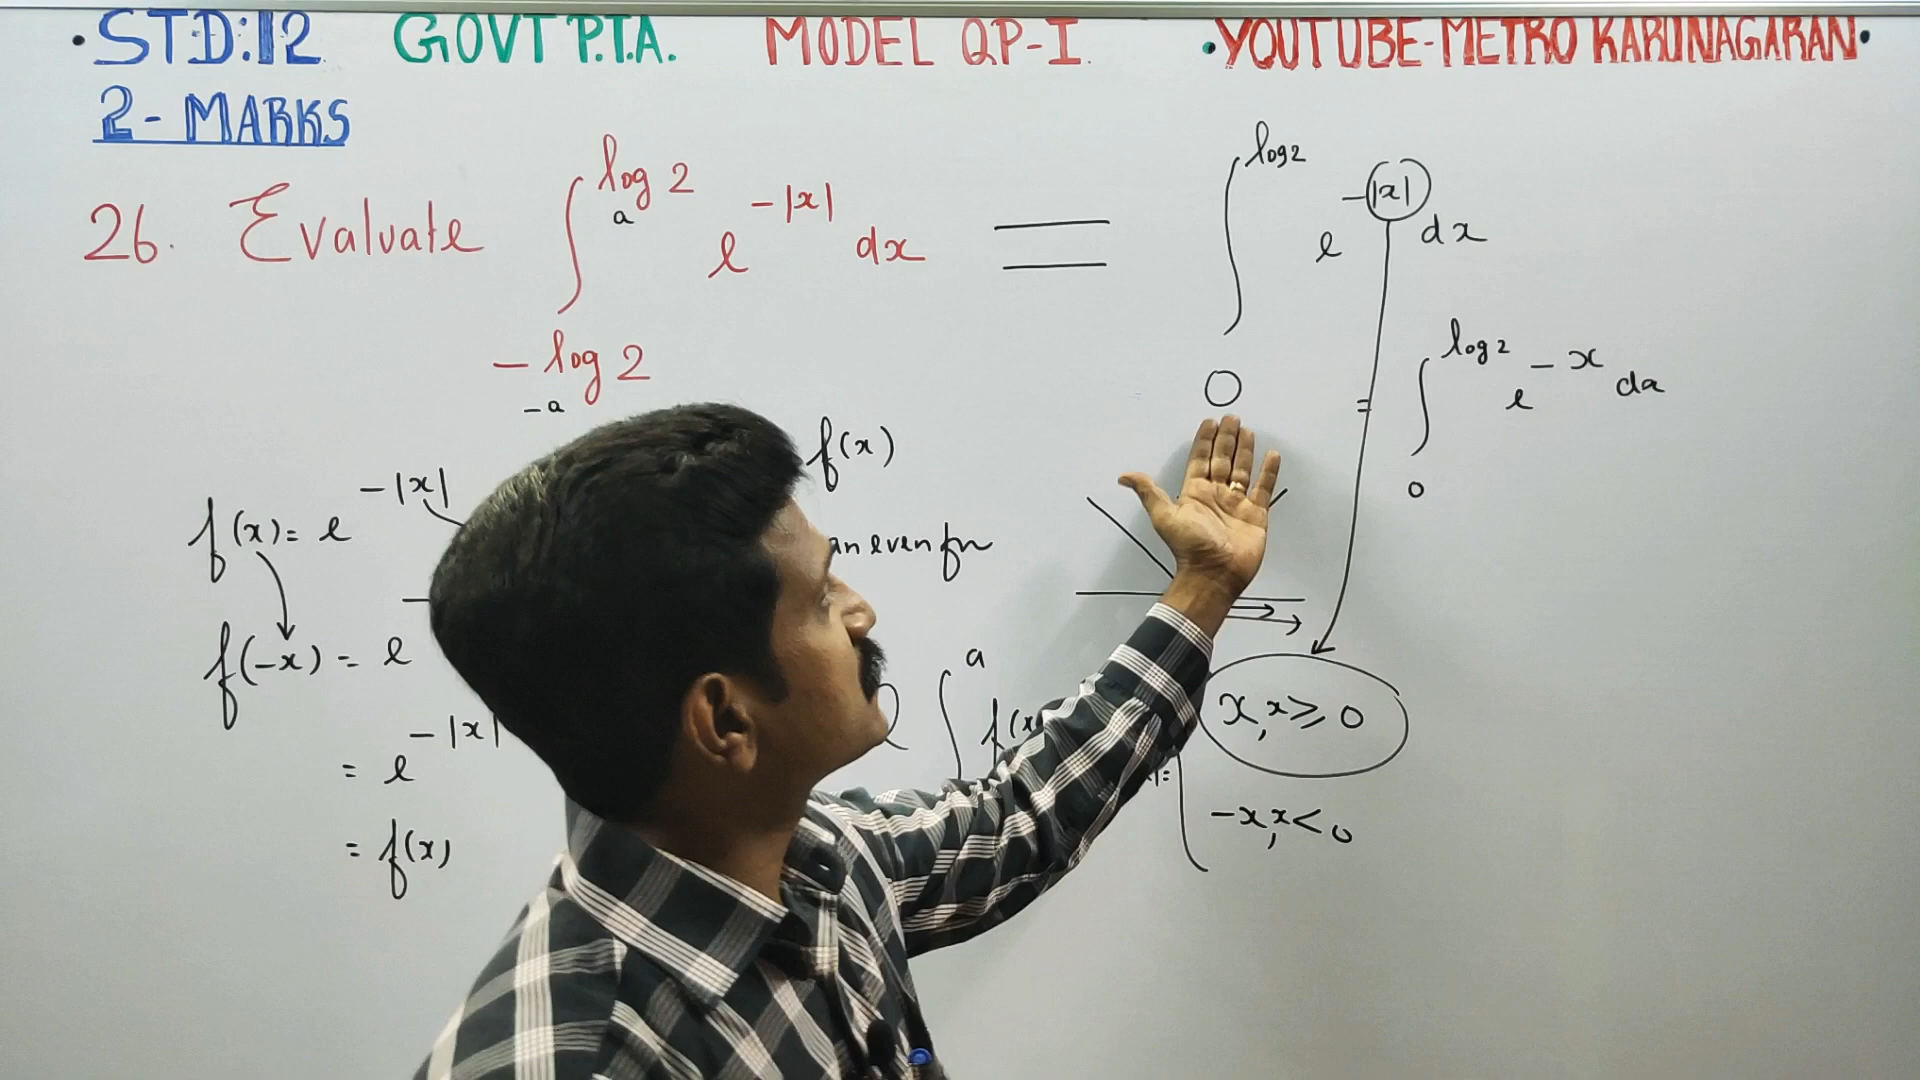 • STD:12 GOVT P.T.A. MODEL QP-I. • YOUTUBE-METRO KARUNAGARAN •
2 - MARKS
26. Evaluate ∫ log 2 a - log 2 -a e -|x| dx = ∫ log2 0 e -|x| dx
= ∫ log2 0 e - x dx
f(x)
f(x) = e -|x|
an even fn
f(-x) = e
a
∫ f(x
x, x ≥ 0
= e -|x|
-x, x < 0
= f(x)